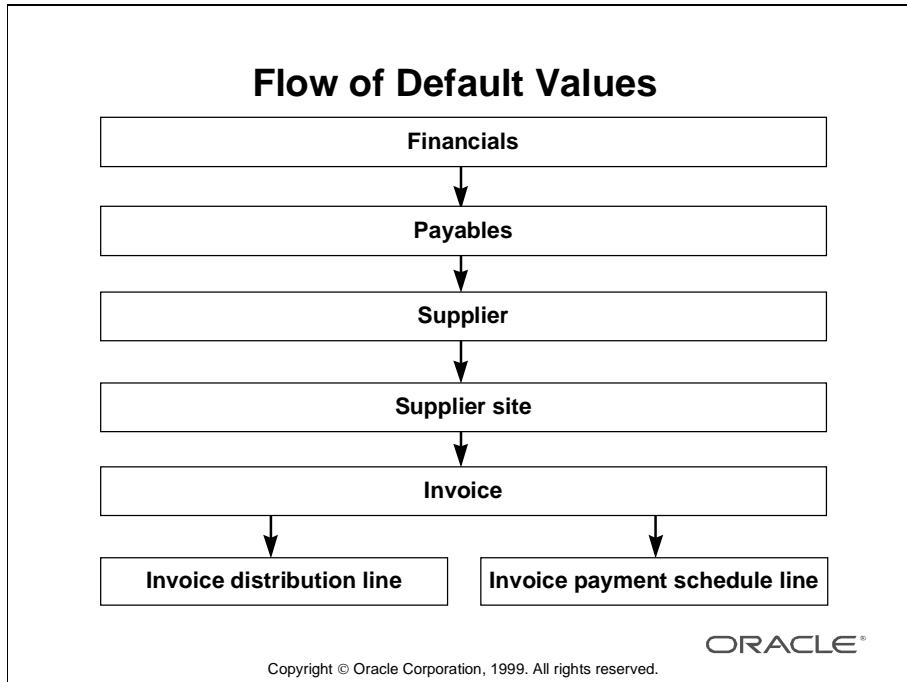 Flow of Default Values
Financials
Payables
Supplier
Supplier site
Invoice
Invoice distribution line
Invoice payment schedule line
ORACLE®
Copyright © Oracle Corporation, 1999. All rights reserved.